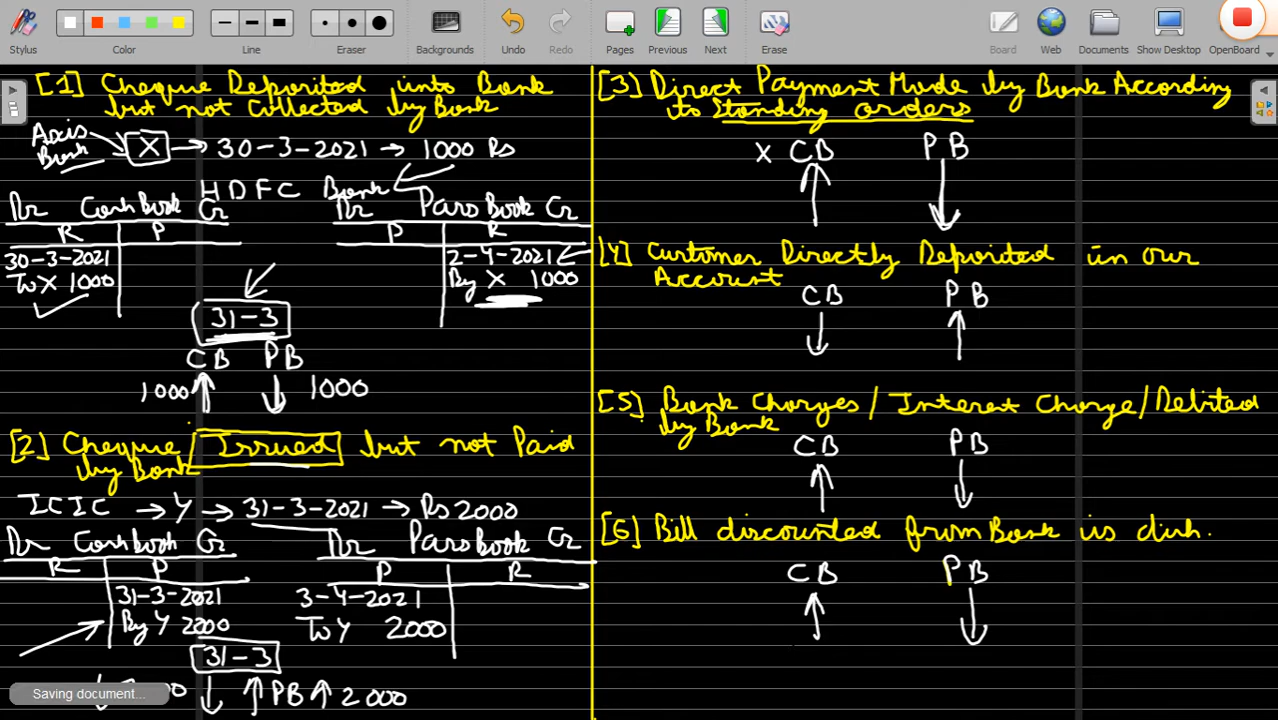 Stylus
Color
Line
Eraser
Backgrounds
Undo
Redo
Pages
Previous
Next
Erase
Board
Web
Documents
Show Desktop
OpenBoard
[1] Cheque Deposited into Bank
but not Collected by Bank
Axis
Bank
X → 30-3-2021 → 1000 Rs
HDFC Bank
Dr Cash Book Cr
R P
30-3-2021
To X 1000
Dr Pass Book Cr
P R
2-4-2021
By X 1000
31-3
CB PB
1000 1000
[2] Cheque Issued but not Paid
by Bank
ICIC → Y → 31-3-2021 → Rs 2000
Dr Cash Book Cr
R P
31-3-2021
By Y 2000
Dr Pass Book Cr
P R
3-4-2021
To Y 2000
31-3
PB 2000
Saving document...
[3] Direct Payment Made by Bank According
to Standing orders
X CB PB
[4] Customer Directly Deposited in our
Account
CB PB
[5] Bank Charges / Interest Charge / Debited
by Bank
CB PB
[6] Bill discounted from Bank is dish.
CB PB